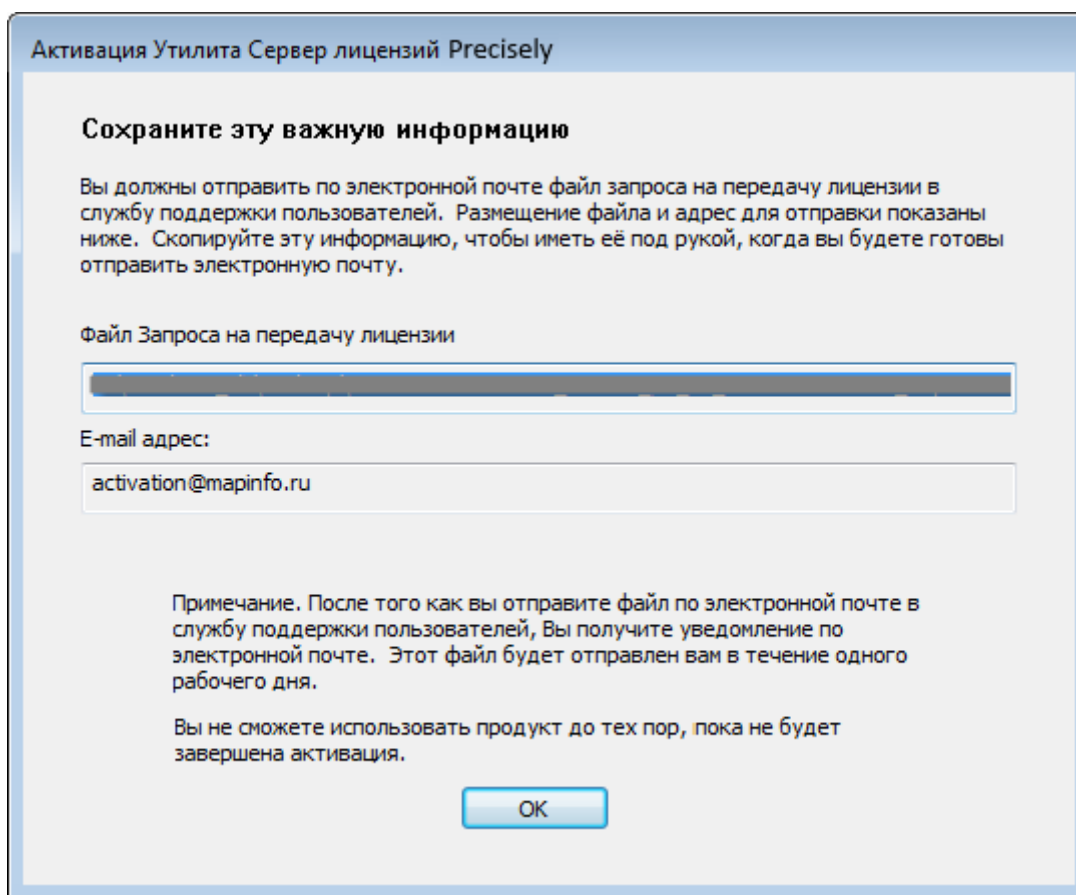 Активация Утилита Сервер лицензий Precisely
Сохраните эту важную информацию
Вы должны отправить по электронной почте файл запроса на передачу лицензии в
службу поддержки пользователей. Размещение файла и адрес для отправки показаны
ниже. Скопируйте эту информацию, чтобы иметь её под рукой, когда вы будете готовы
отправить электронную почту.
Файл Запроса на передачу лицензии
E-mail адрес:
activation@mapinfo.ru
Примечание. После того как вы отправите файл по электронной почте в
службу поддержки пользователей, Вы получите уведомление по
электронной почте. Этот файл будет отправлен вам в течение одного
рабочего дня.
Вы не сможете использовать продукт до тех пор, пока не будет
завершена активация.
OK